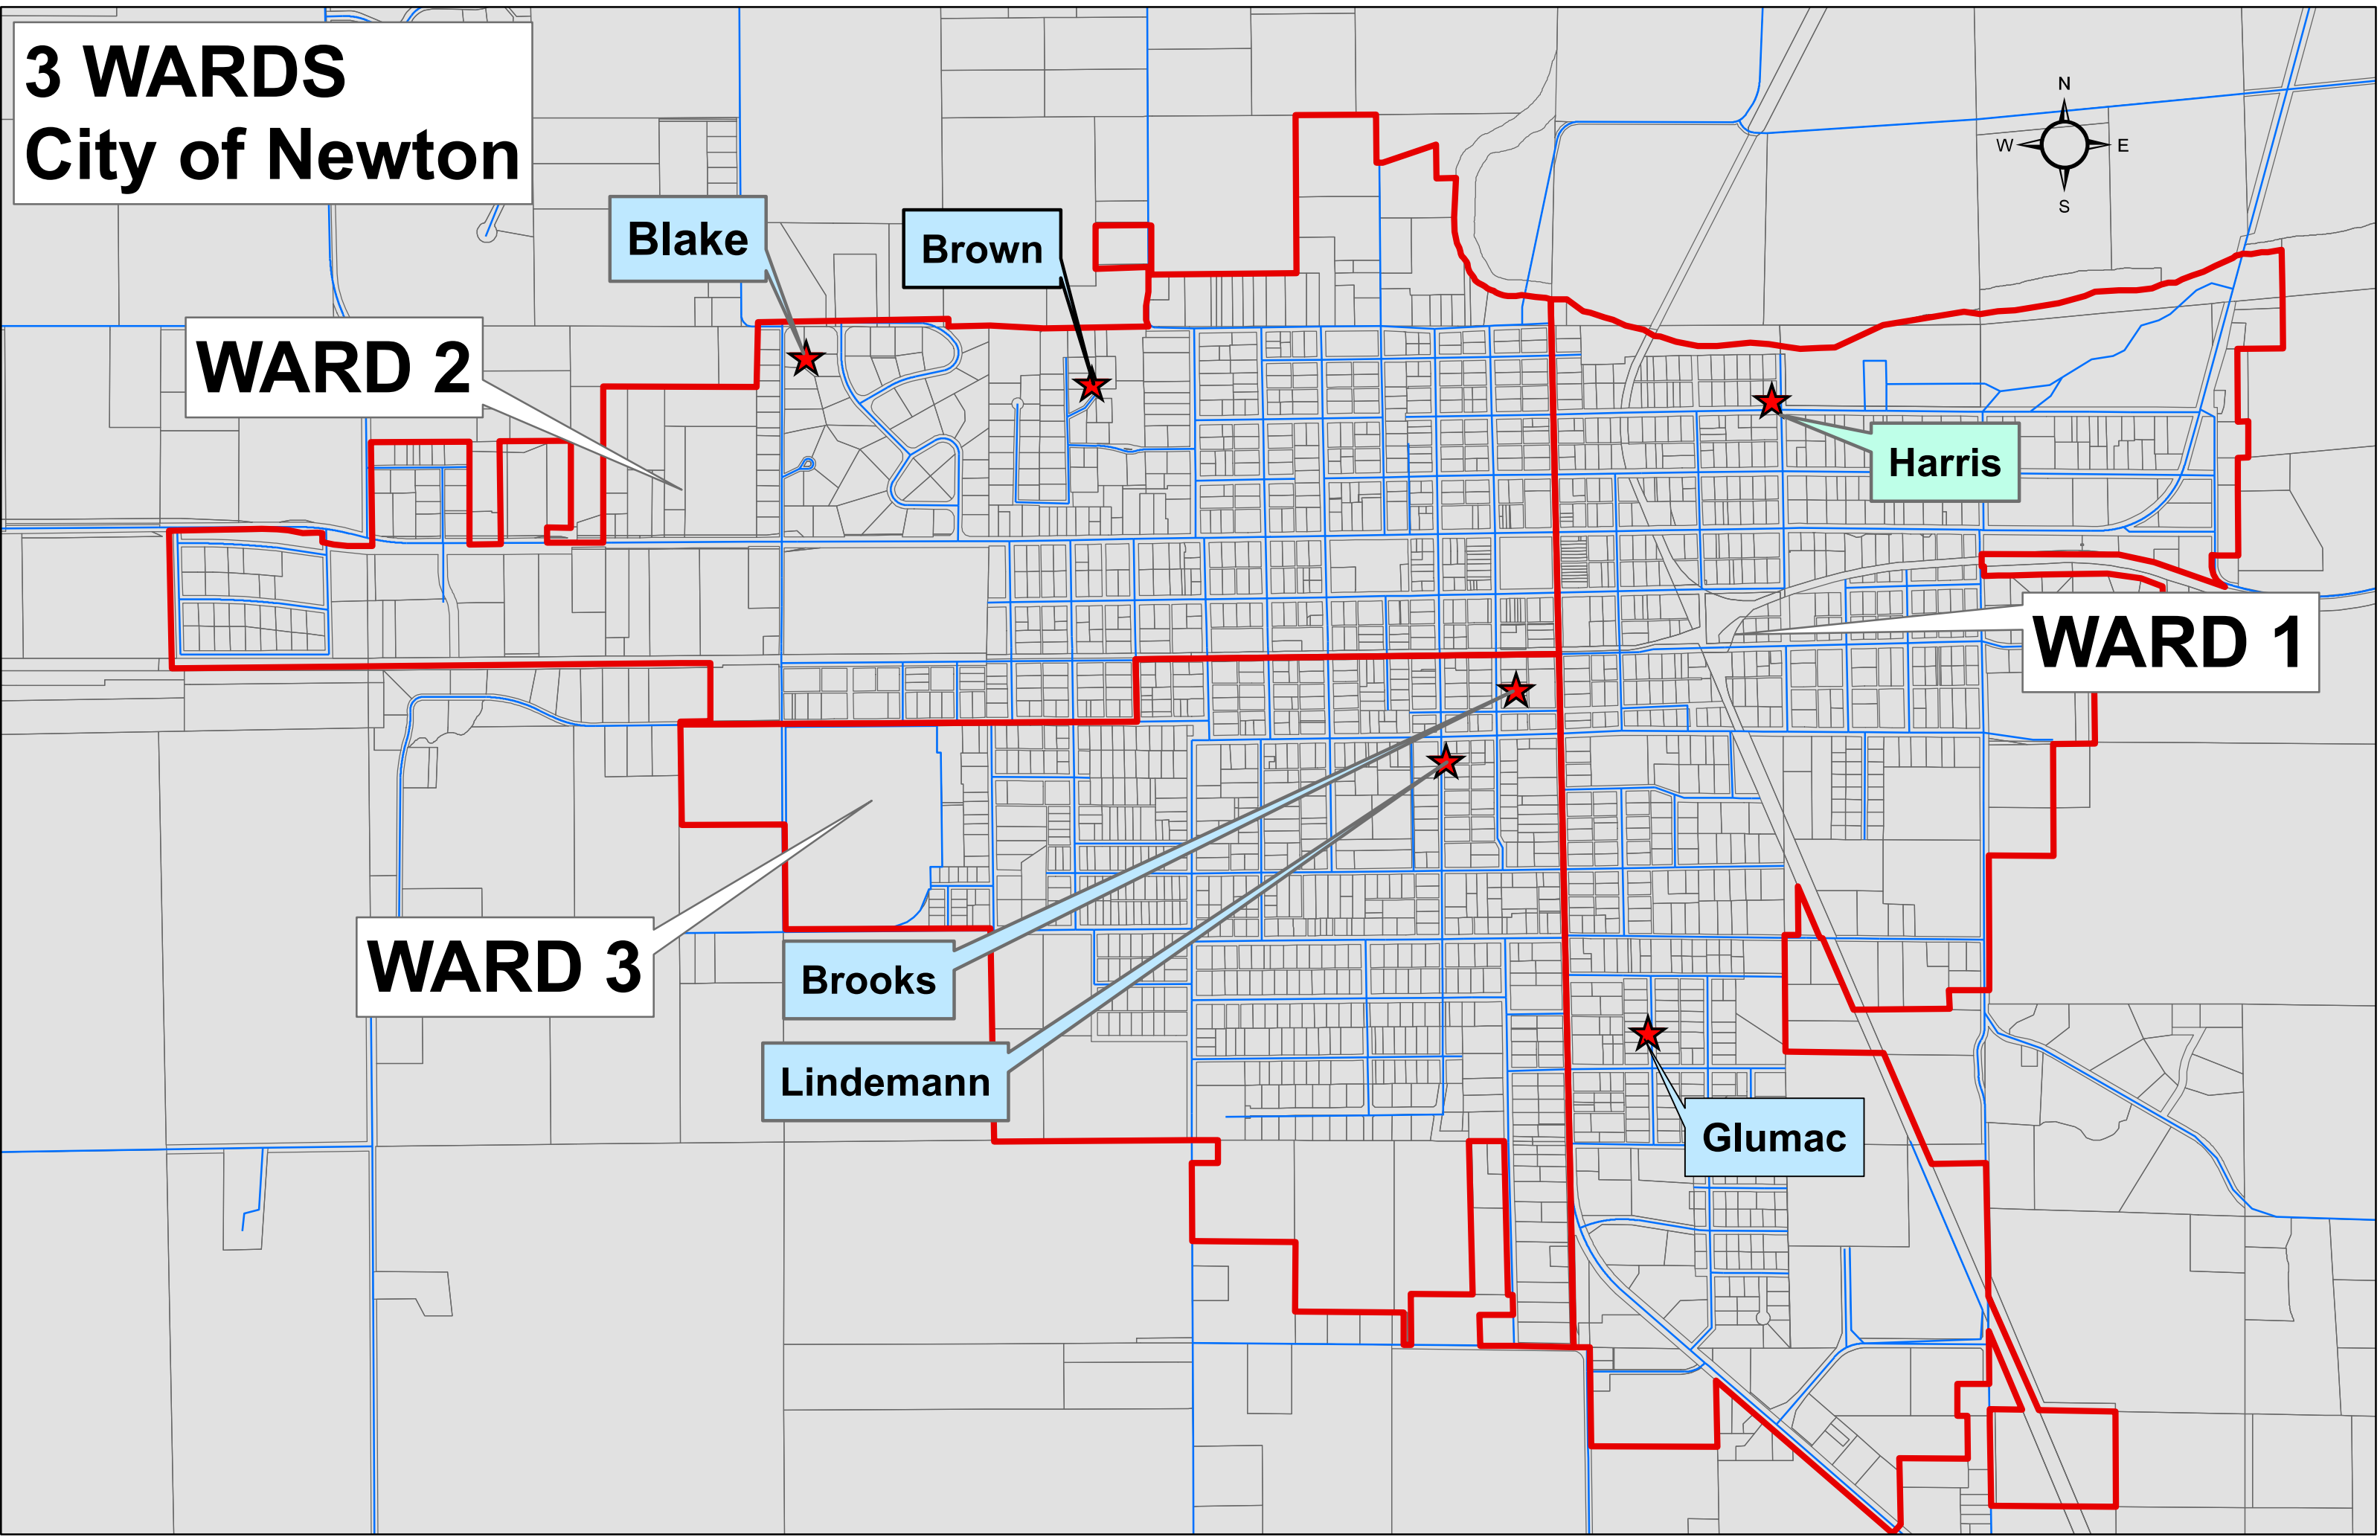 3 WARDS
City of Newton
N
W
E
S
Blake
Brown
WARD 2
Harris
WARD 1
WARD 3
Brooks
Lindemann
Glumac